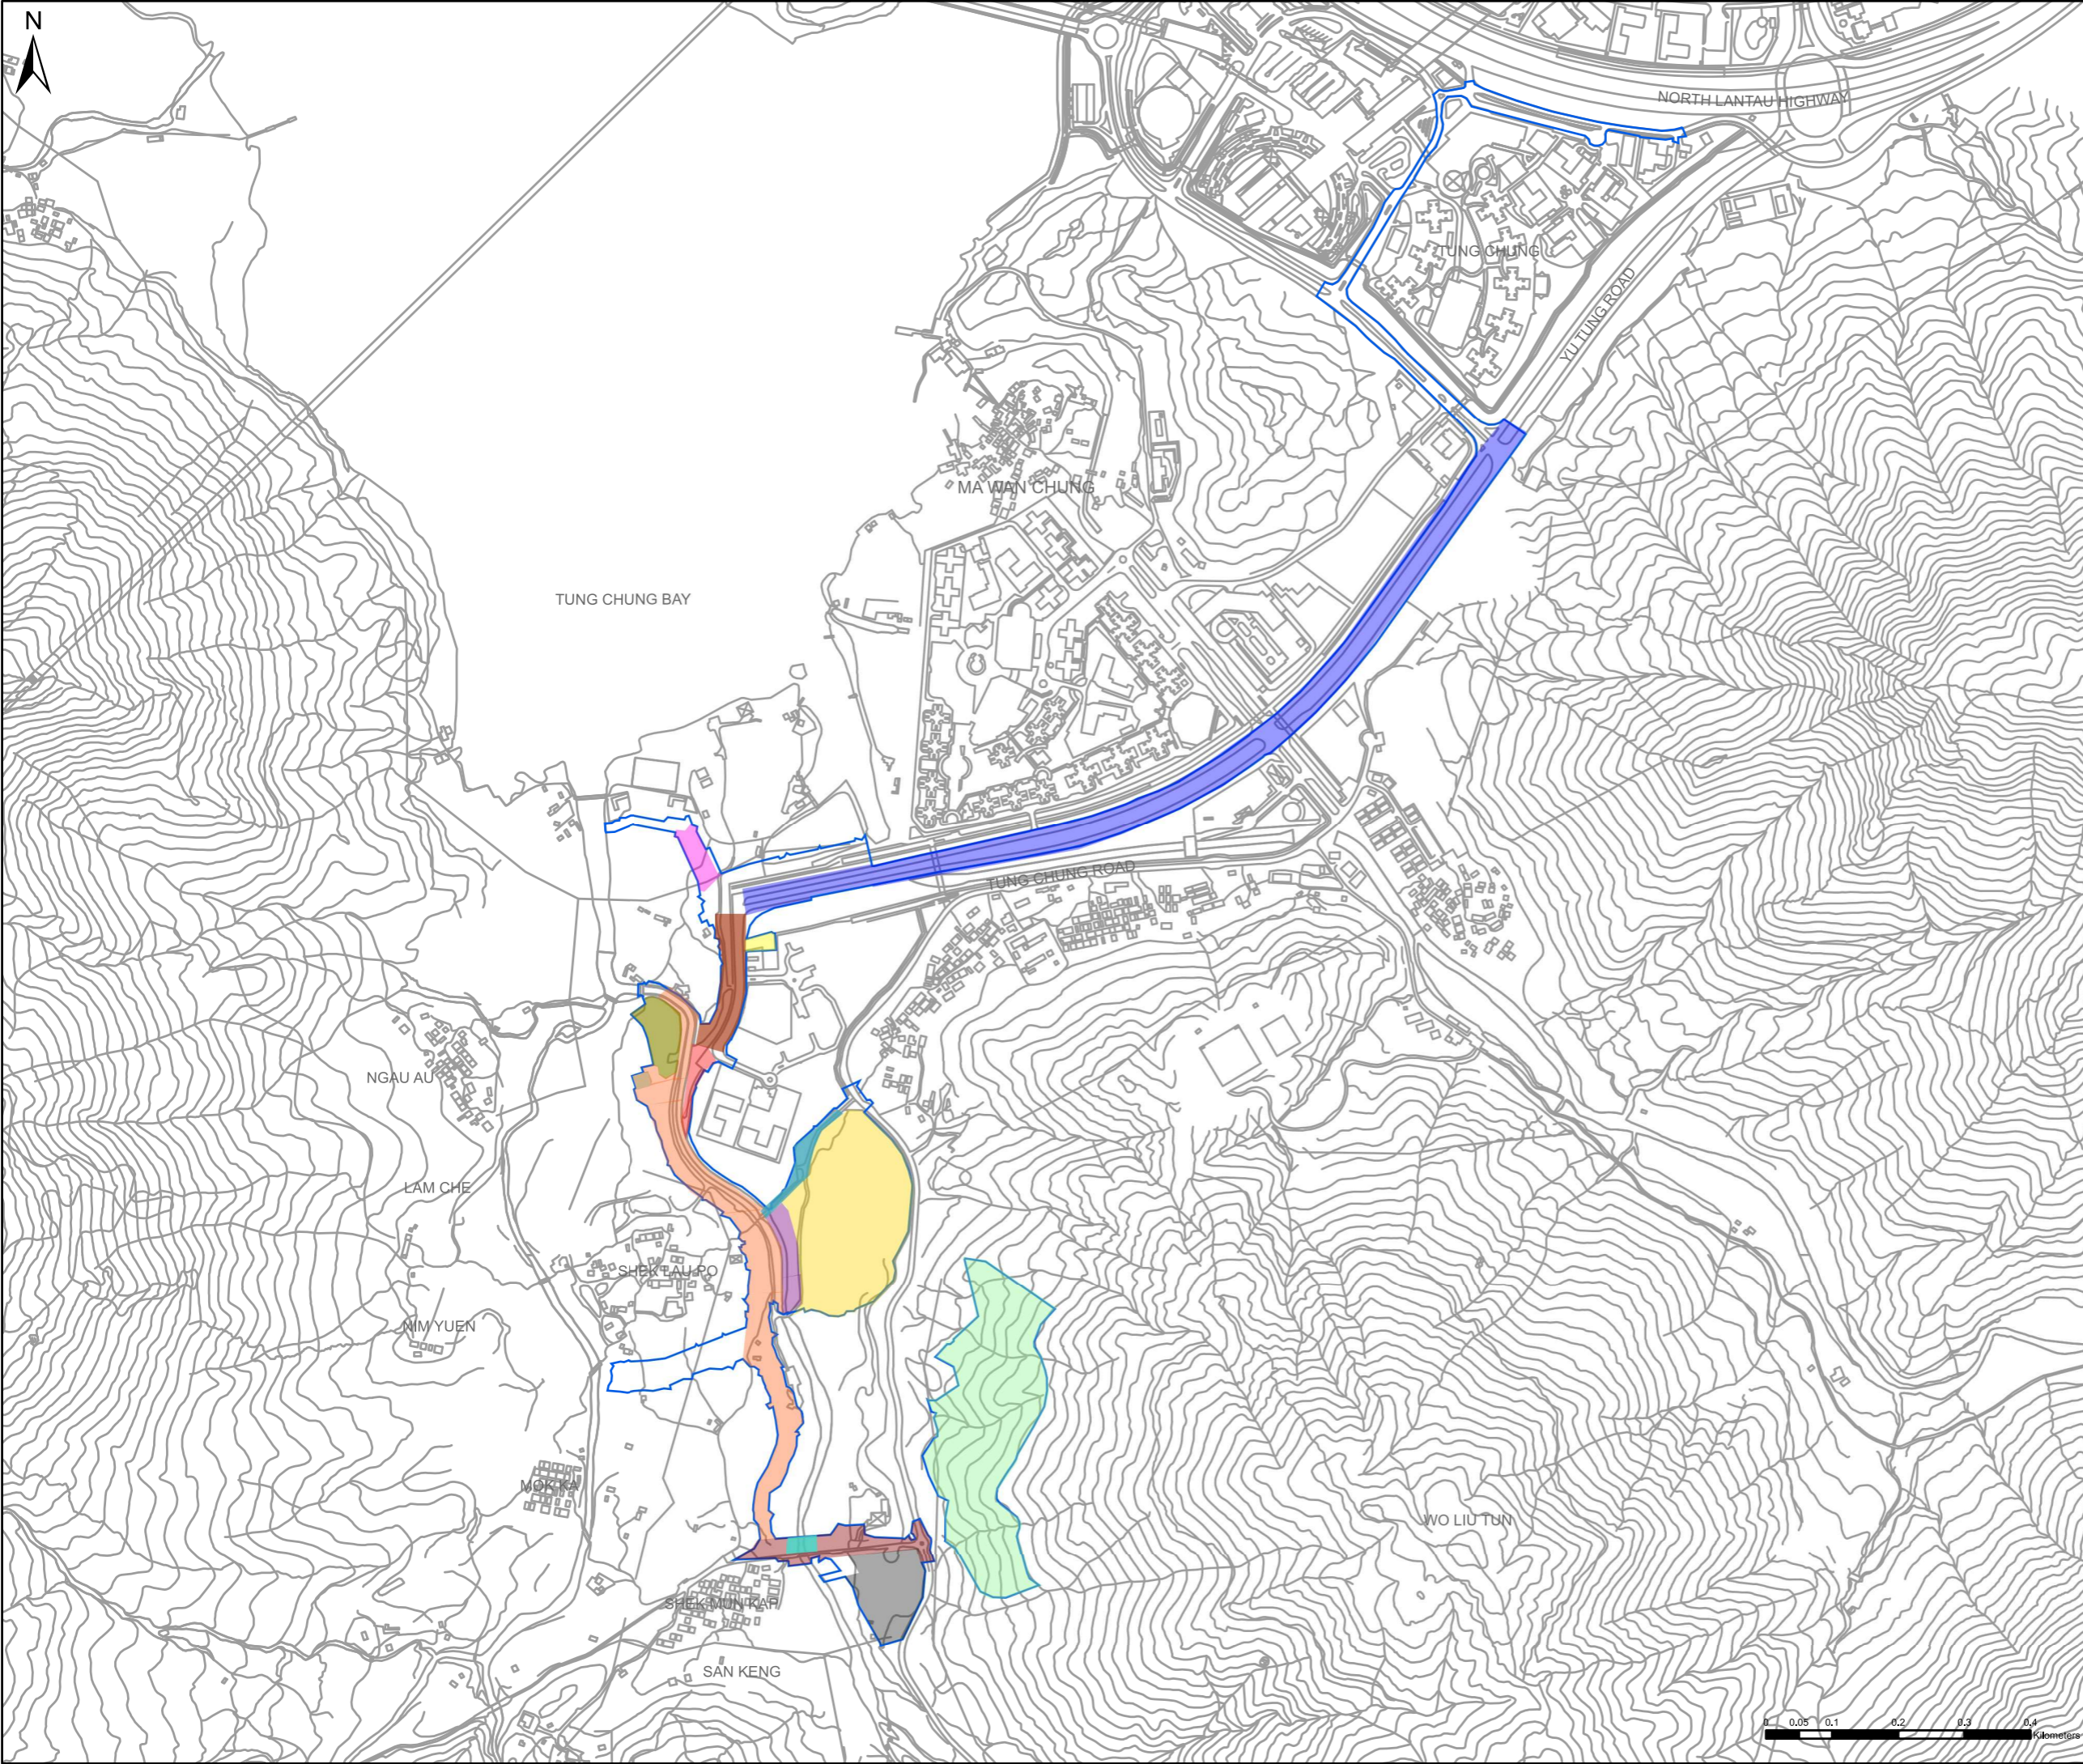 N
NORTH LANTAU HIGHWAY
TUNG CHUNG
YU TUNG ROAD
MA WAN CHUNG
TUNG CHUNG BAY
TUNG CHUNG ROAD
NGAU AU
LAM CHE
SHEK LAU PO
NIM YUEN
MOK KA
WO LIU TUN
SHEK MUN KAP
SAN KENG
0 0.05 0.1 0.2 0.3 0.4
Kilometers